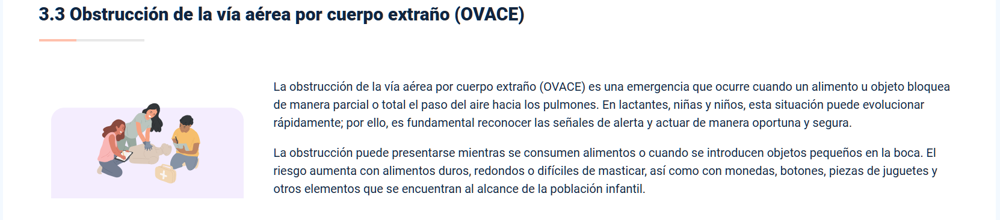 3.3 Obstrucción de la vía aérea por cuerpo extraño (OVACE)
La obstrucción de la vía aérea por cuerpo extraño (OVACE) es una emergencia que ocurre cuando un alimento u objeto bloquea
de manera parcial o total el paso del aire hacia los pulmones. En lactantes, niñas y niños, esta situación puede evolucionar
rápidamente; por ello, es fundamental reconocer las señales de alerta y actuar de manera oportuna y segura.
La obstrucción puede presentarse mientras se consumen alimentos o cuando se introducen objetos pequeños en la boca. El
riesgo aumenta con alimentos duros, redondos o difíciles de masticar, así como con monedas, botones, piezas de juguetes y
otros elementos que se encuentran al alcance de la población infantil.